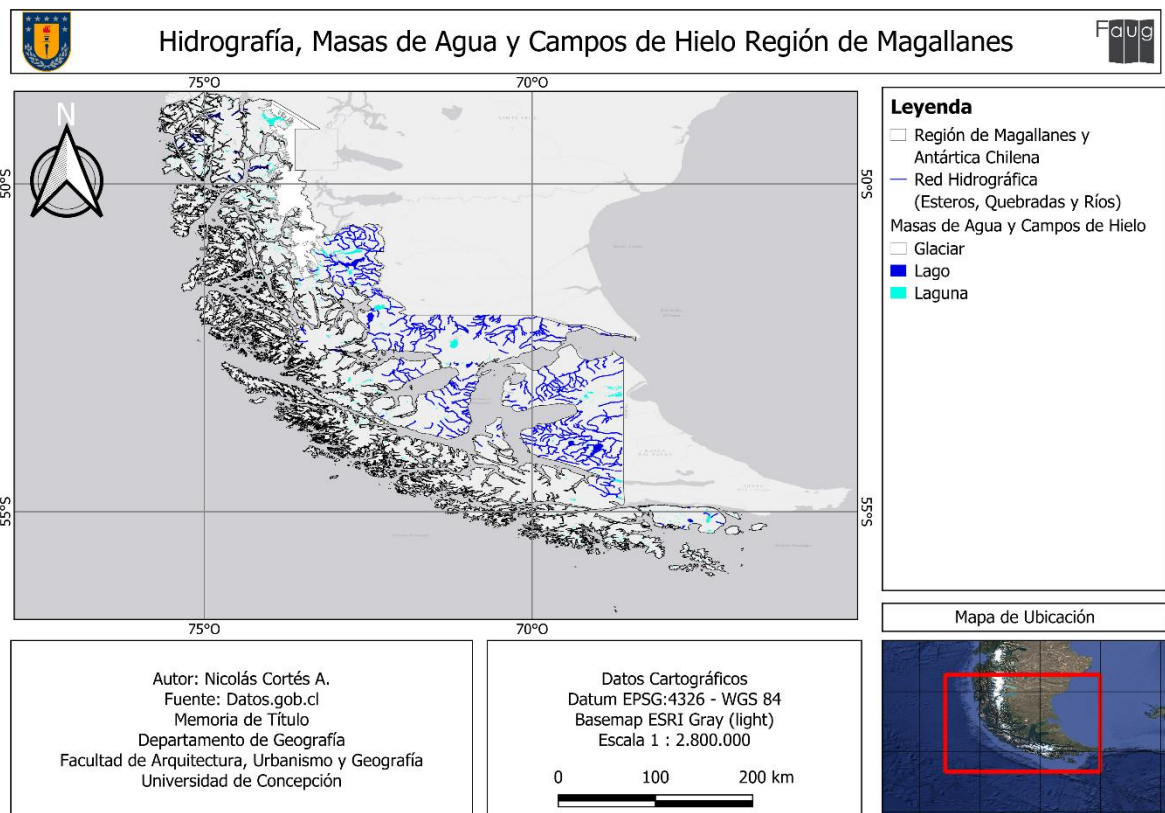 Hidrografía, Masas de Agua y Campos de Hielo Región de Magallanes
Faug
75°O
70°O
N
50°S
50°S
55°S
55°S
75°O
70°O
Leyenda
Región de Magallanes y
Antártica Chilena
Red Hidrográfica
(Esteros, Quebradas y Ríos)
Masas de Agua y Campos de Hielo
Glaciar
Lago
Laguna
Mapa de Ubicación
Autor: Nicolás Cortés A.
Fuente: Datos.gob.cl
Memoria de Título
Departamento de Geografía
Facultad de Arquitectura, Urbanismo y Geografía
Universidad de Concepción
Datos Cartográficos
Datum EPSG:4326 - WGS 84
Basemap ESRI Gray (light)
Escala 1 : 2.800.000
0
100
200 km